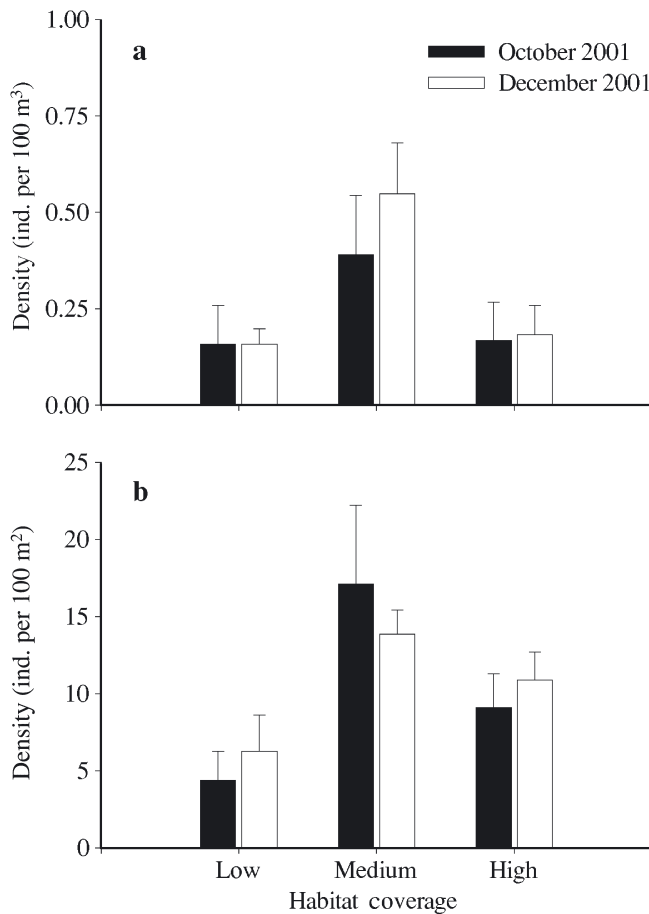 1.00
a
October 2001
December 2001
0.75
0.50
0.25
0.00
Density (ind. per 100 m³)
25
b
20
15
10
5
0
Density (ind. per 100 m²)
Low Medium High
Habitat coverage